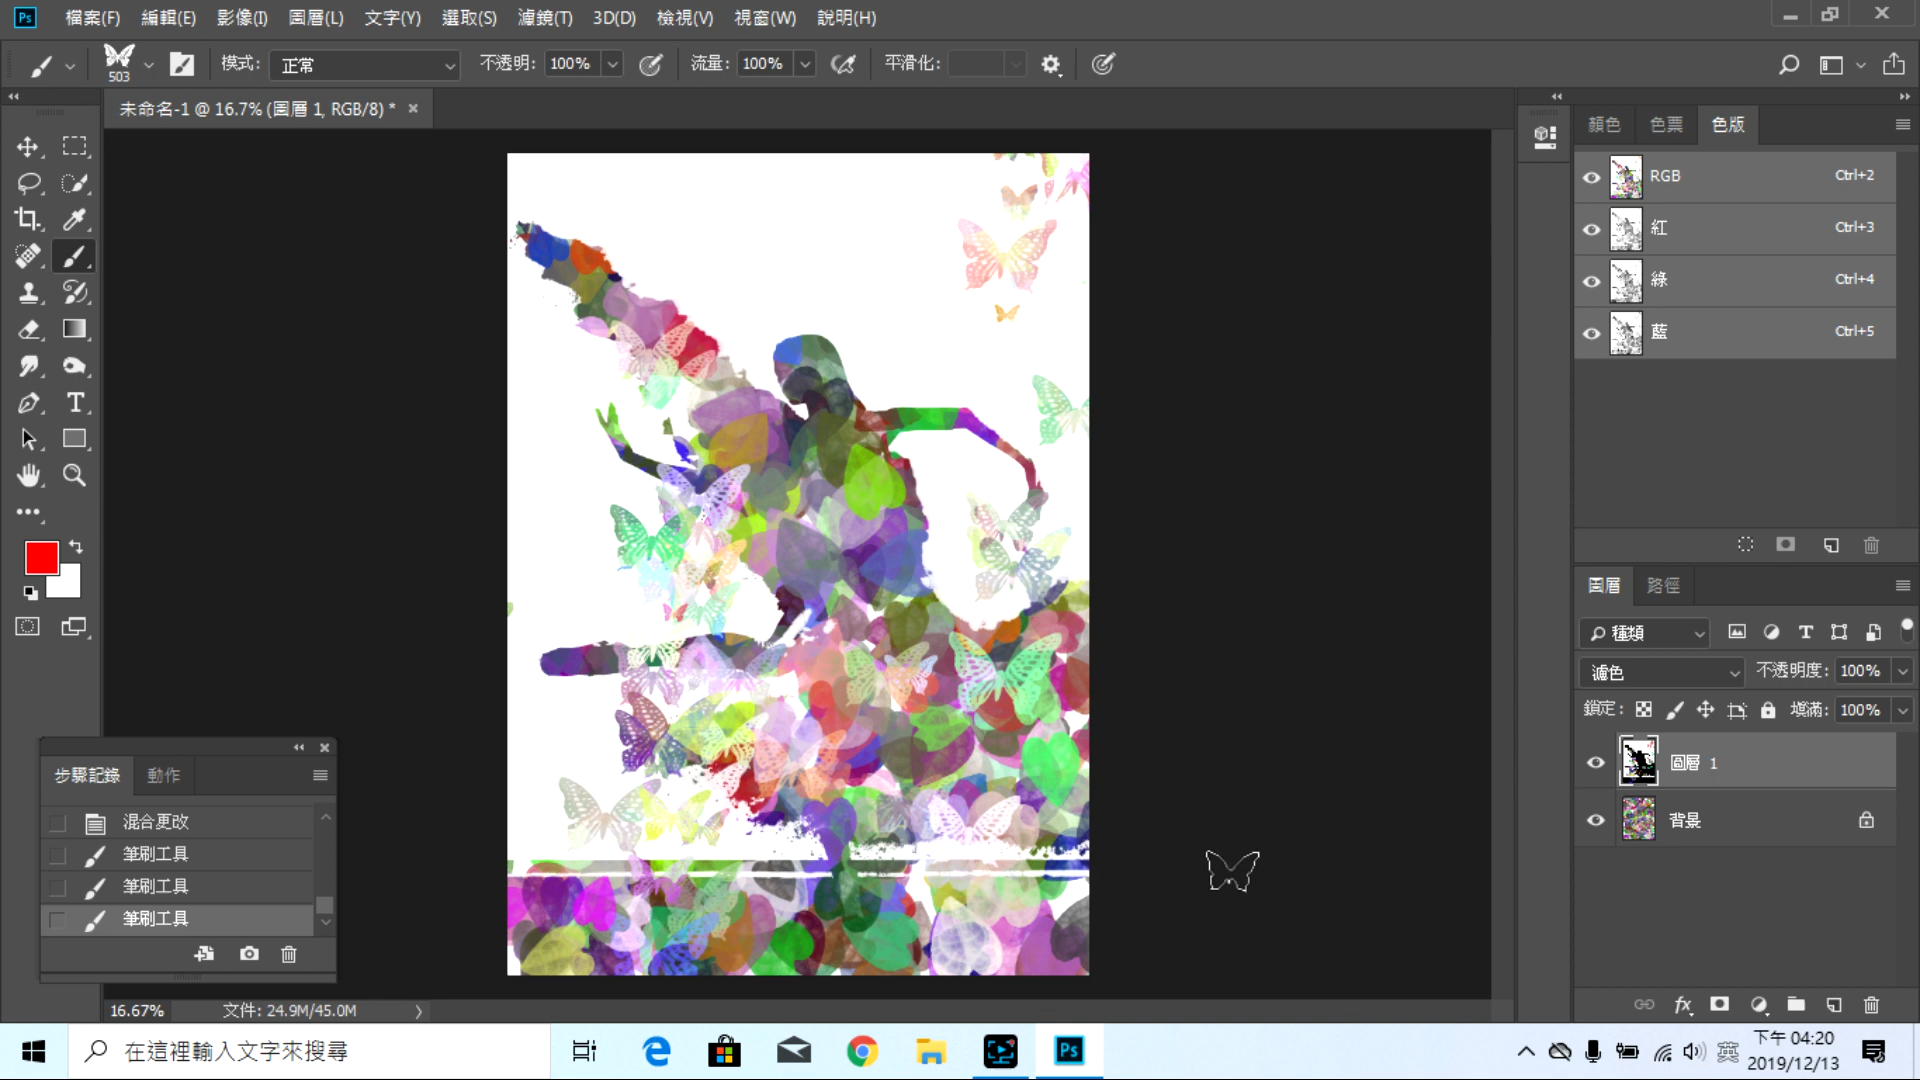 Ps 檔案(F) 編輯(E) 影像(I) 圖層(L) 文字(Y) 選取(S) 濾鏡(T) 3D(D) 檢視(V) 視窗(W) 說明(H)
503 模式: 正常 不透明: 100% 流量: 100% 平滑化:
未命名-1 @ 16.7% (圖層 1, RGB/8) *
顏色 色票 色版
RGB Ctrl+2
紅 Ctrl+3
綠 Ctrl+4
藍 Ctrl+5
圖層 路徑
種類
濾色 不透明度: 100%
鎖定: 填滿: 100%
圖層 1
背景
步驟記錄 動作
混合更改
筆刷工具
筆刷工具
筆刷工具
16.67% 文件: 24.9M/45.0M
在這裡輸入文字來搜尋
Ps
英
下午 04:20
2019/12/13